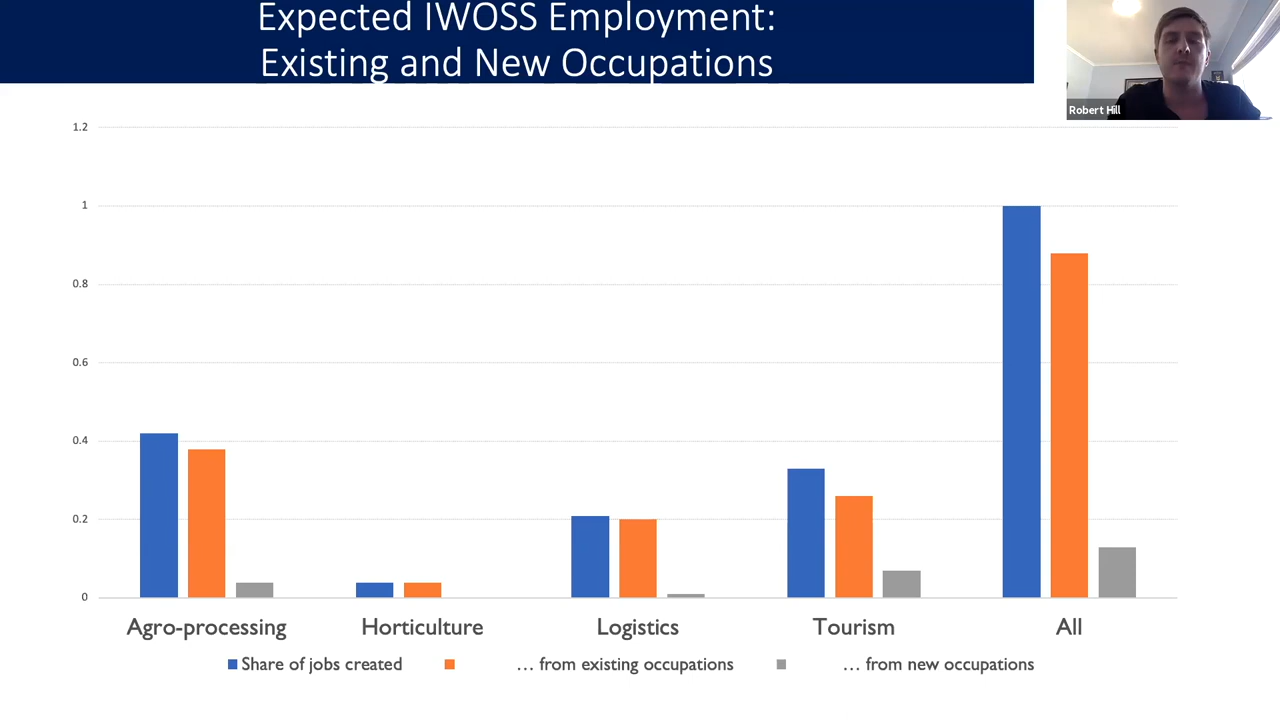 Expected IWOSS Employment:
Existing and New Occupations
Robert Hill
1.2
1
0.8
0.6
0.4
0.2
0
Agro-processing Horticulture Logistics Tourism All
Share of jobs created … from existing occupations … from new occupations